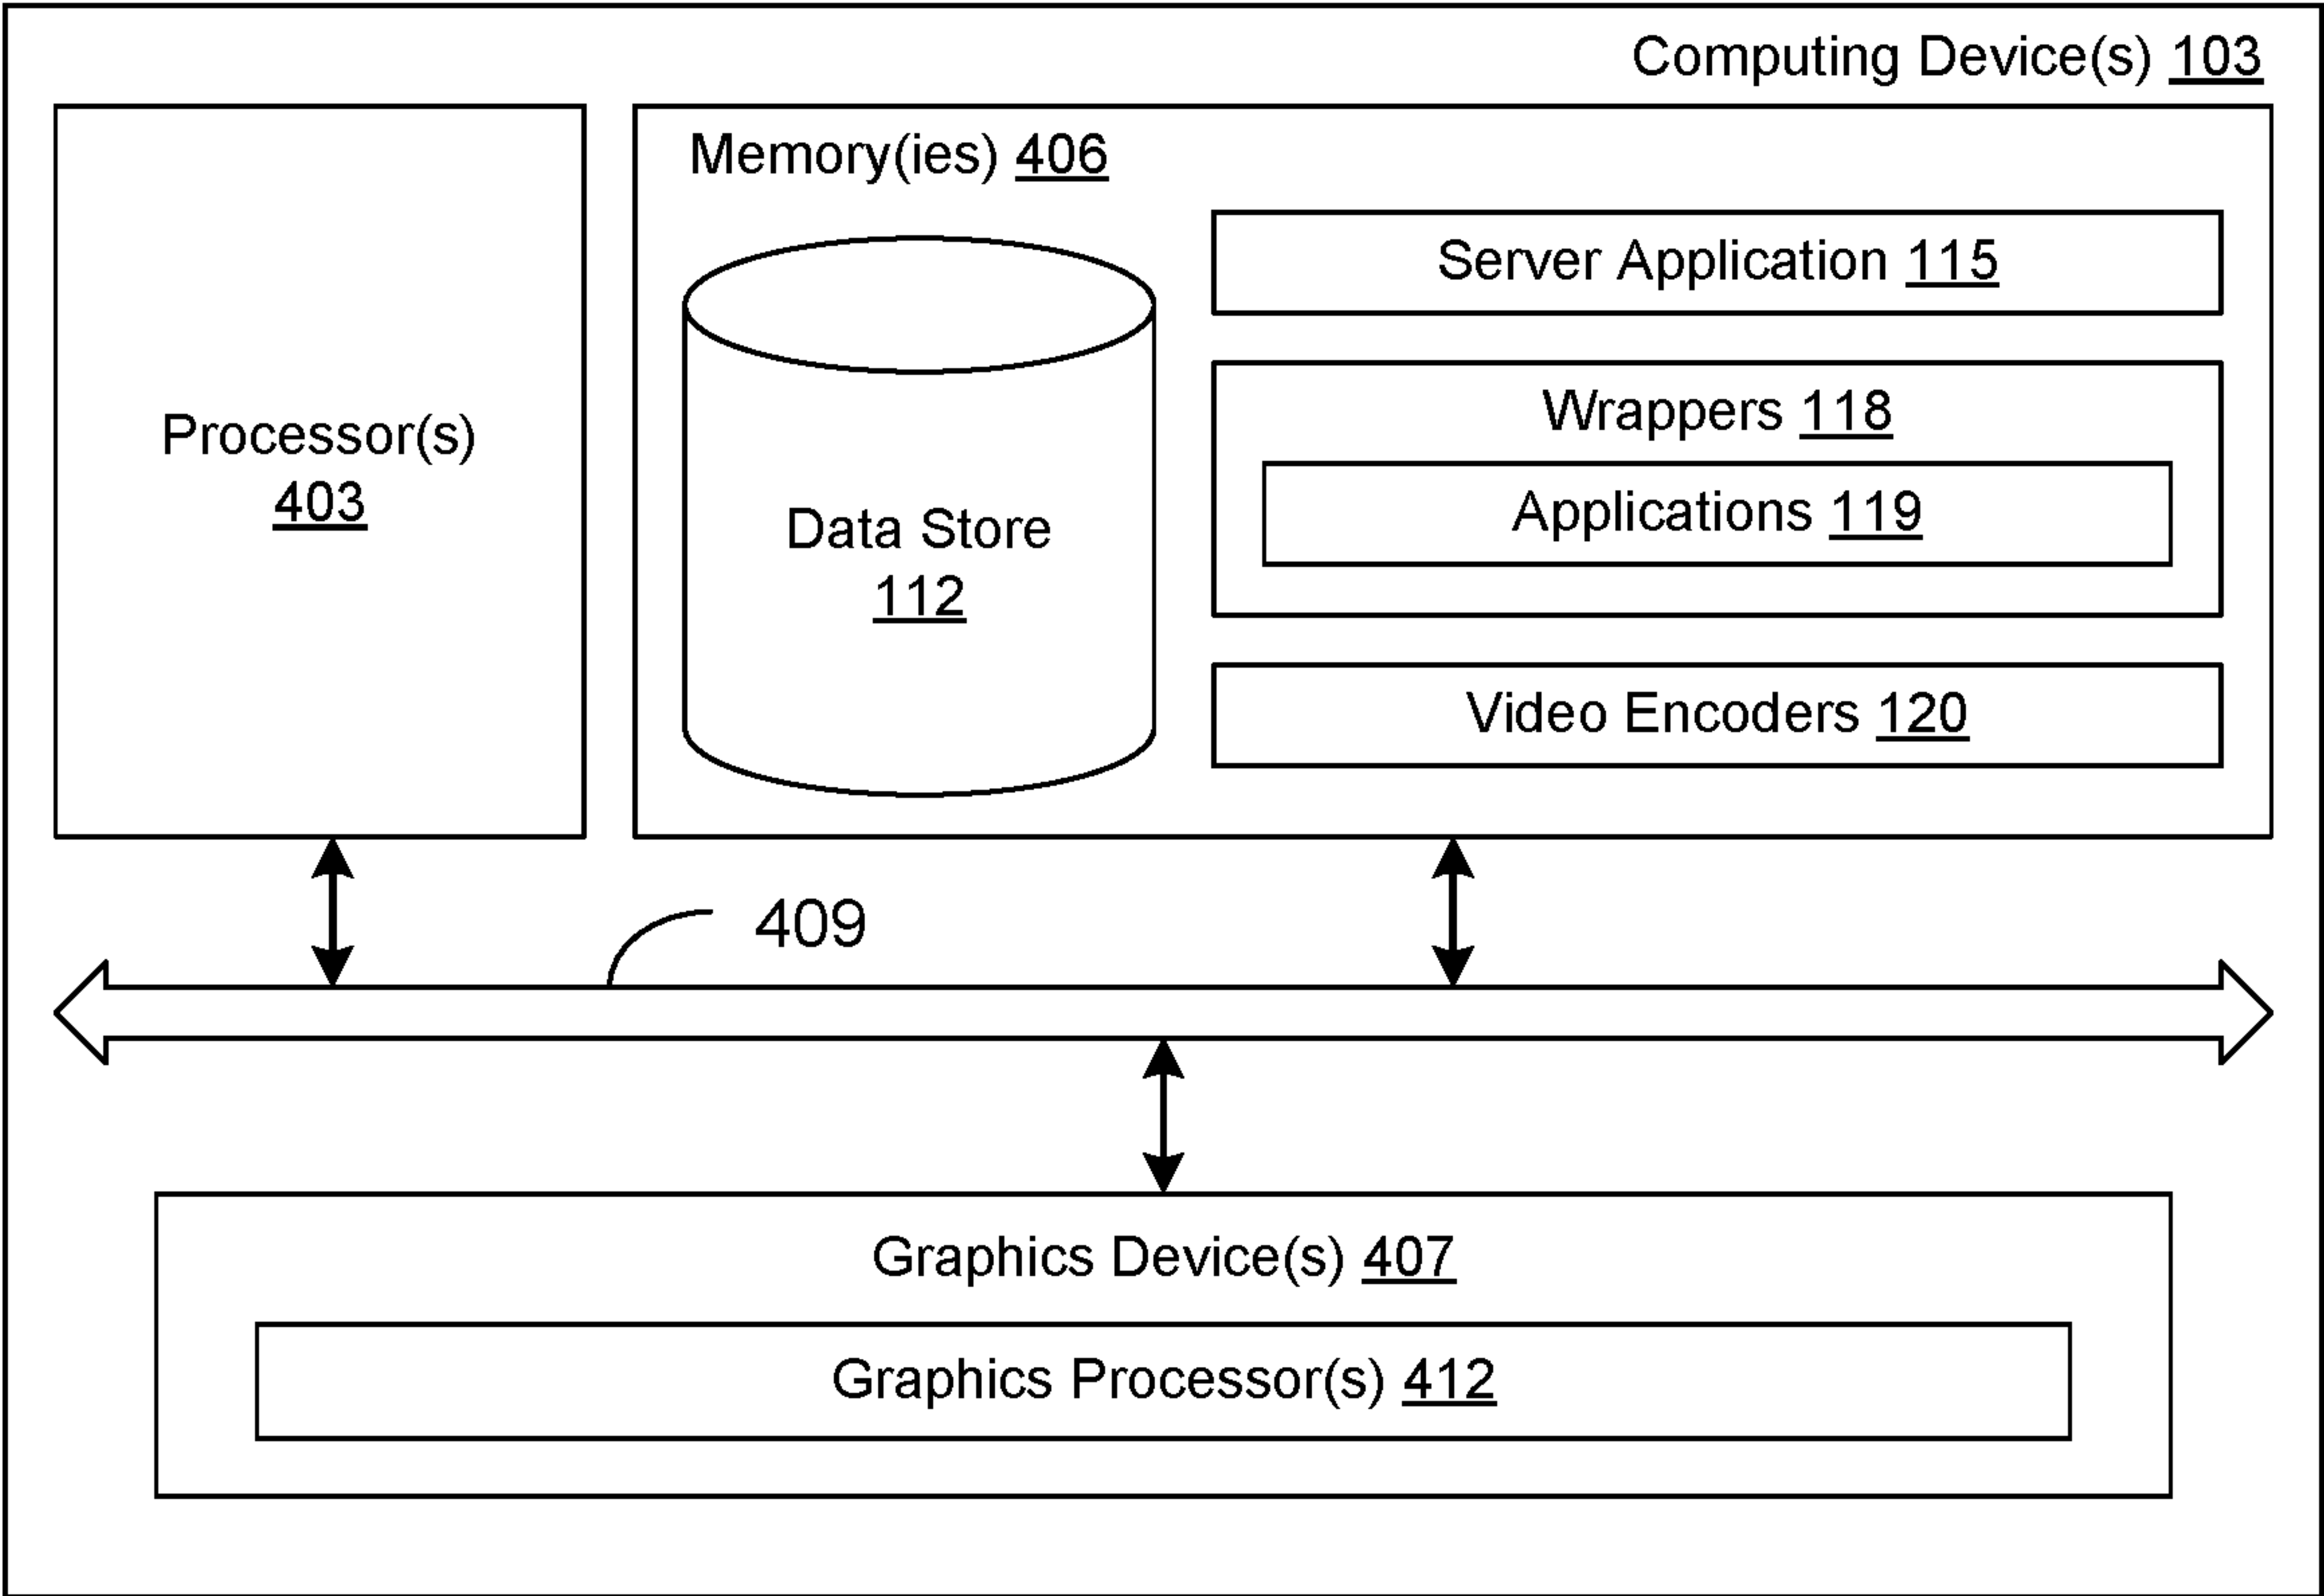 Computing Device(s) 103
Processor(s)
403
Memory(ies) 406
Data Store
112
Server Application 115
Wrappers 118
Applications 119
Video Encoders 120
409
Graphics Device(s) 407
Graphics Processor(s) 412